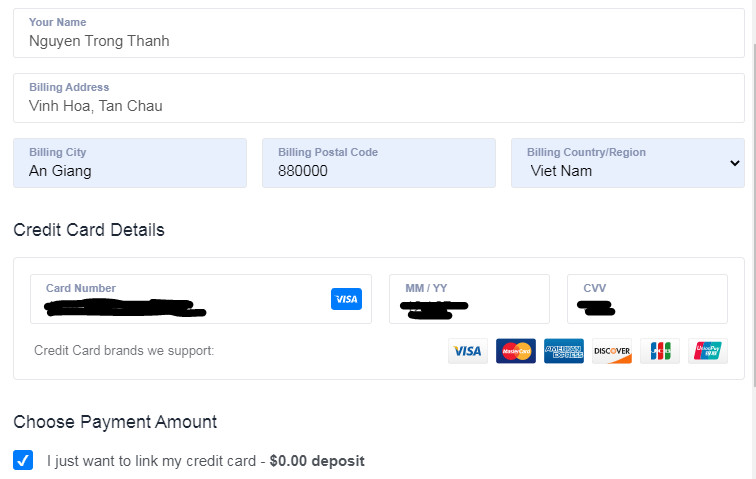 Your Name
Nguyen Trong Thanh
Billing Address
Vinh Hoa, Tan Chau
Billing City Billing Postal Code Billing Country/Region
An Giang 880000 Viet Nam
Credit Card Details
Card Number MM / YY CVV
VISA
Credit Card brands we support: VISA MasterCard AMERICAN EXPRESS DISCOVER JCB UnionPay
Choose Payment Amount
I just want to link my credit card - $0.00 deposit